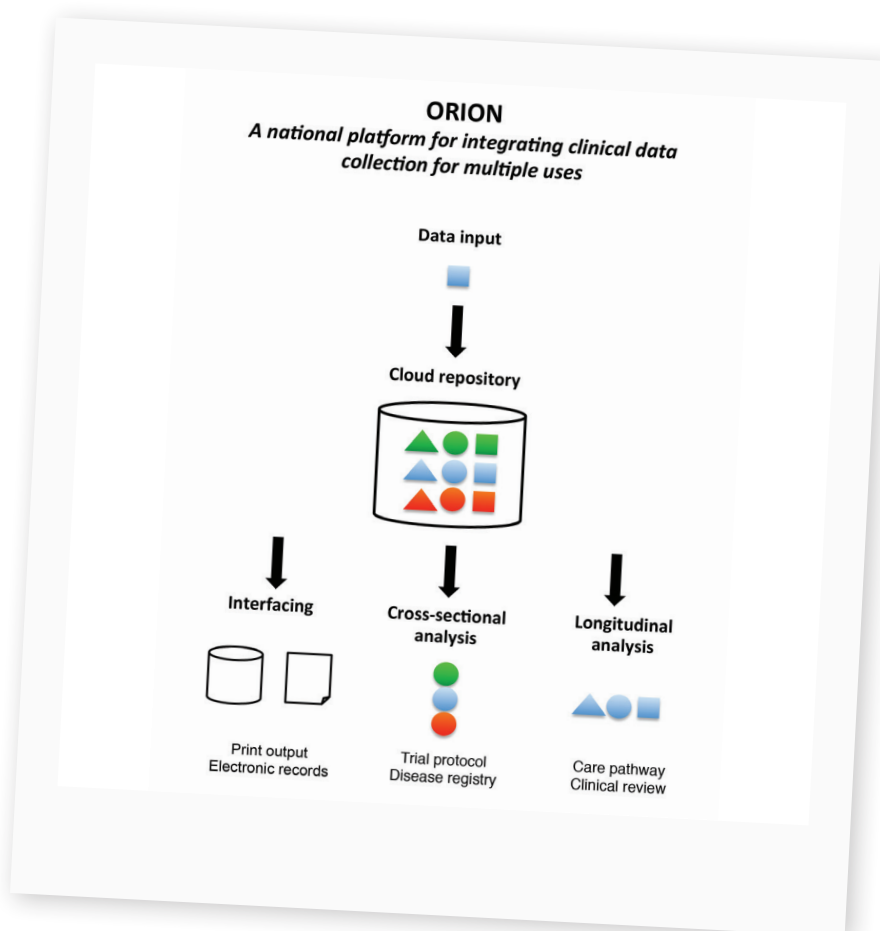 ORION
A national platform for integrating clinical data
collection for multiple uses
Data input
Cloud repository
Interfacing
Print output
Electronic records
Cross-sectional
analysis
Trial protocol
Disease registry
Longitudinal
analysis
Care pathway
Clinical review